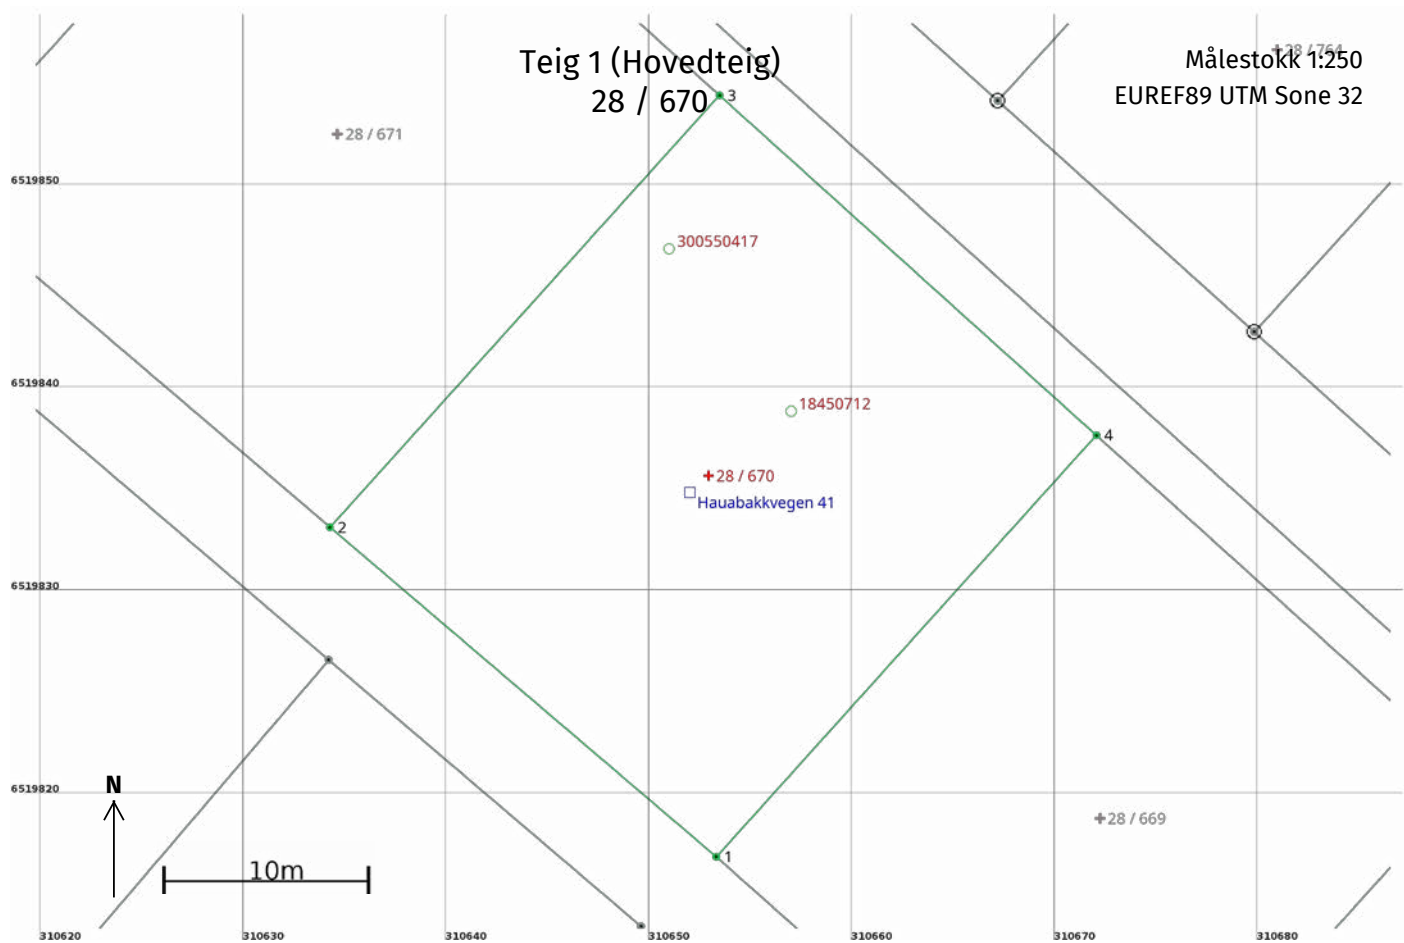 Teig 1 (Hovedteig)
28 / 670
Målestokk 1:250
EUREF89 UTM Sone 32
28 / 764
3
28 / 671
6519850
300550417
6519840
18450712
4
28 / 670
Hauabakkvegen 41
2
6519830
6519820
N
28 / 669
1
10m
310620 310630 310640 310650 310660 310670 310680